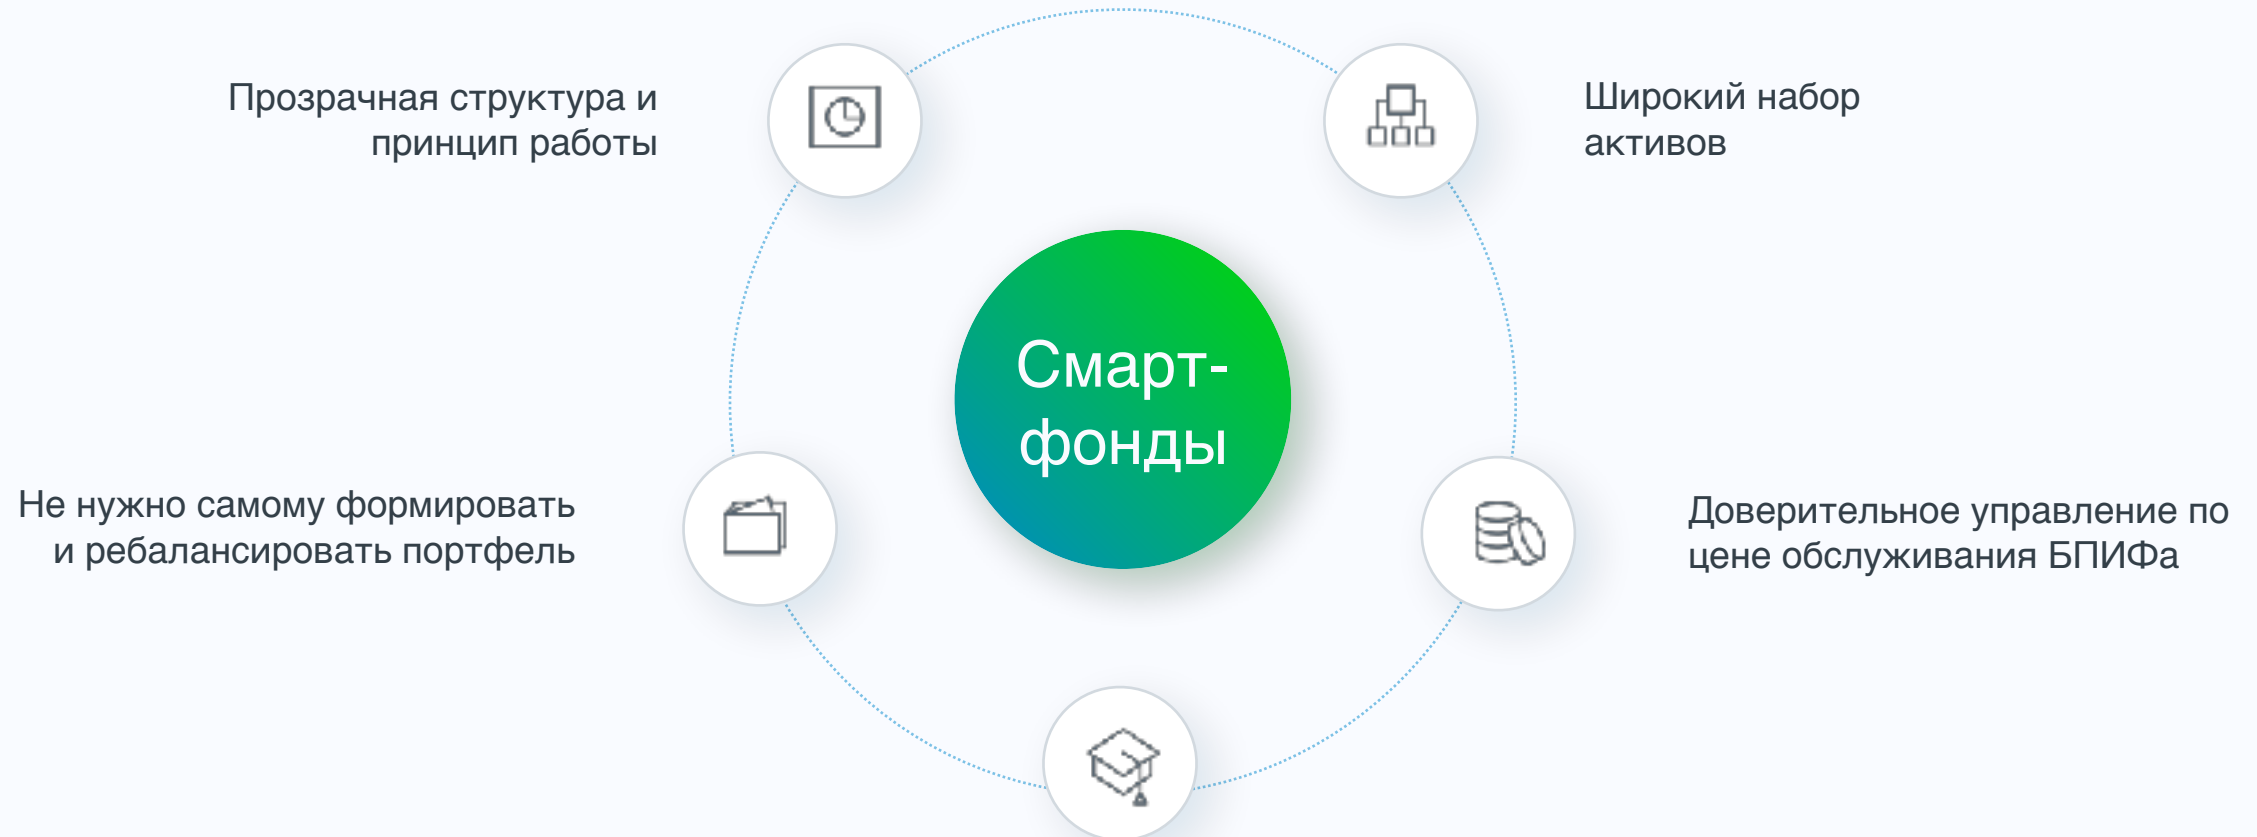 Прозрачная структура и
принцип работы
Широкий набор
активов
Смарт-
фонды
Не нужно самому формировать
и ребалансировать портфель
Доверительное управление по
цене обслуживания БПИФа